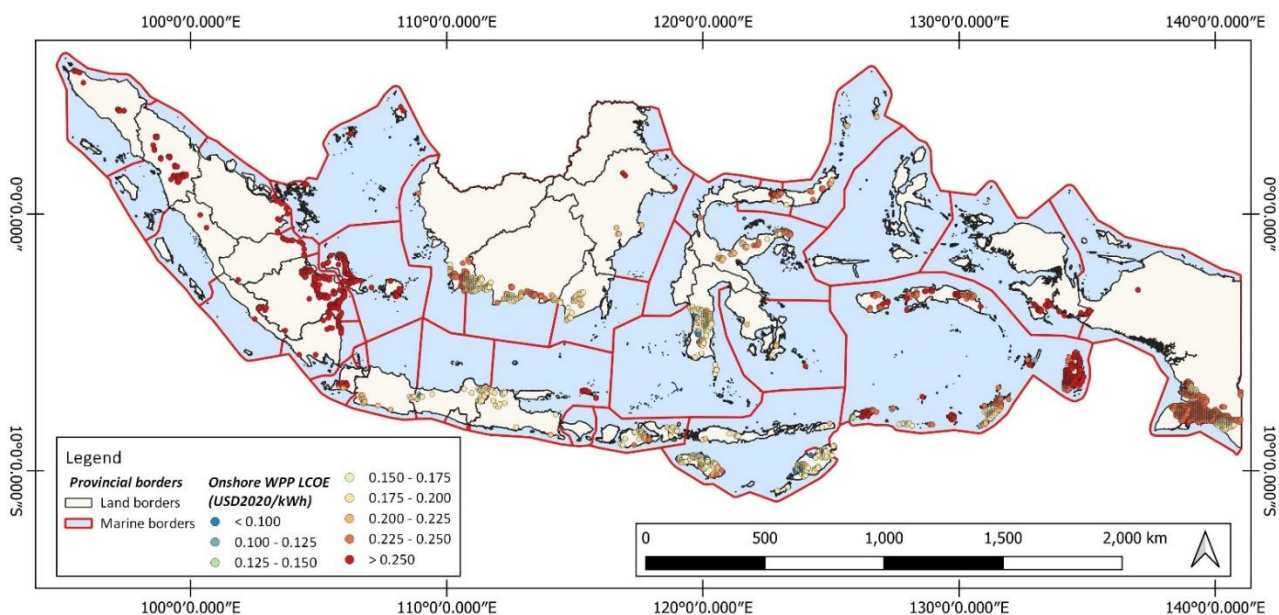 100°0'0.000"E 110°0'0.000"E 120°0'0.000"E 130°0'0.000"E 140°0'0.000"E
0°0'0.000" 0°0'0.000"
10°0'0.000"S 10°0'0.000"S
Legend
Provincial borders
Land borders
Marine borders
Onshore WPP LCOE
(USD2020/kWh)
< 0.100
0.100 - 0.125
0.125 - 0.150
0.150 - 0.175
0.175 - 0.200
0.200 - 0.225
0.225 - 0.250
> 0.250
0 500 1,000 1,500 2,000 km
100°0'0.000"E 110°0'0.000"E 120°0'0.000"E 130°0'0.000"E 140°0'0.000"E